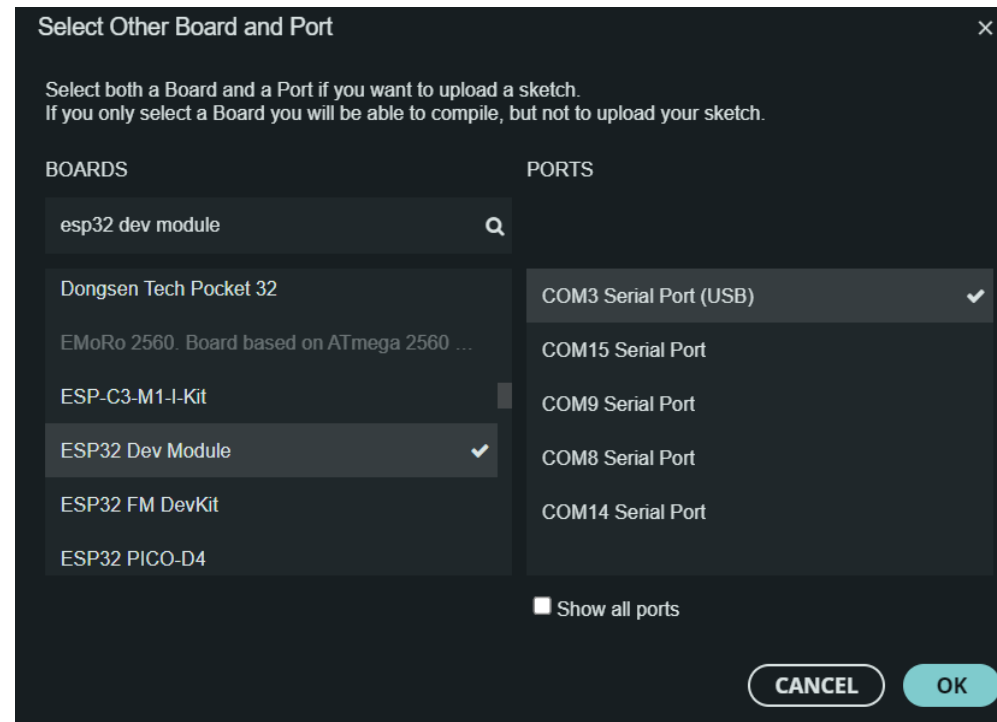 Select Other Board and Port
Select both a Board and a Port if you want to upload a sketch.
If you only select a Board you will be able to compile, but not to upload your sketch.
BOARDS
esp32 dev module
Dongsen Tech Pocket 32
EMoRo 2560. Board based on ATmega 2560 ...
ESP-C3-M1-I-Kit
ESP32 Dev Module
ESP32 FM DevKit
ESP32 PICO-D4
PORTS
COM3 Serial Port (USB)
COM15 Serial Port
COM9 Serial Port
COM8 Serial Port
COM14 Serial Port
Show all ports
CANCEL
OK